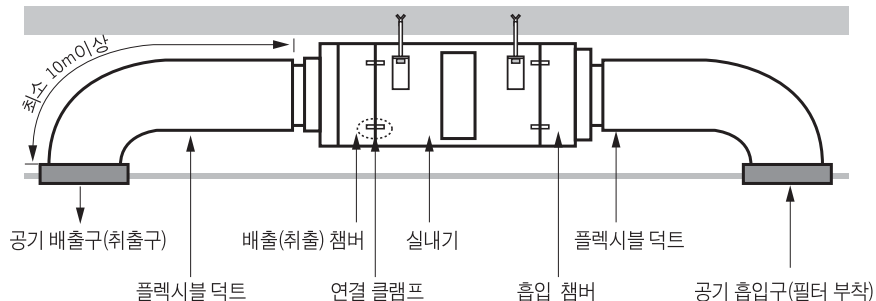 최소 10m이상
공기 배출구(취출구)
배출(취출) 챔버
실내기
플렉시블 덕트
플렉시블 덕트
연결 클램프
흡입 챔버
공기 흡입구(필터 부착)